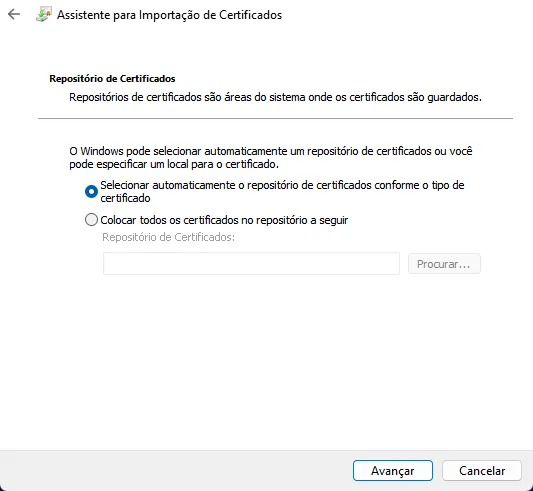 Assistente para Importação de Certificados
Repositório de Certificados
Repositórios de certificados são áreas do sistema onde os certificados são guardados.
O Windows pode selecionar automaticamente um repositório de certificados ou você
pode especificar um local para o certificado.
Selecionar automaticamente o repositório de certificados conforme o tipo de
certificado
Colocar todos os certificados no repositório a seguir
Repositório de Certificados:
Procurar...
Avançar
Cancelar